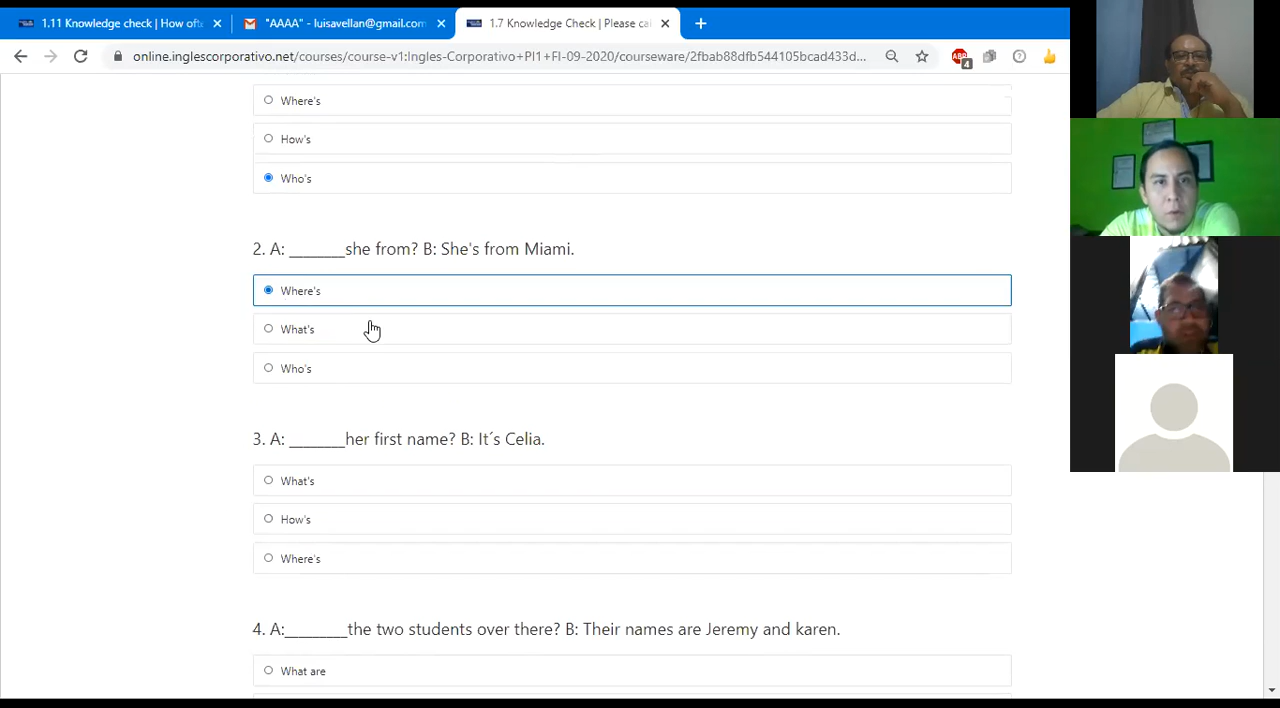 1.11 Knowledge check | How oft
"AAAA" - luisavellan@gmail.com
1.7 Knowledge Check | Please ca
online.inglescorporativo.net/courses/course-v1:Ingles-Corporativo+PI1+FI-09-2020/courseware/2fbab88dfb544105bcad433d...
ABP
4
Where's
How's
Who's
2. A: _______she from? B: She's from Miami.
Where's
What's
Who's
3. A: _______her first name? B: It´s Celia.
What's
How's
Where's
4. A:________the two students over there? B: Their names are Jeremy and karen.
What are